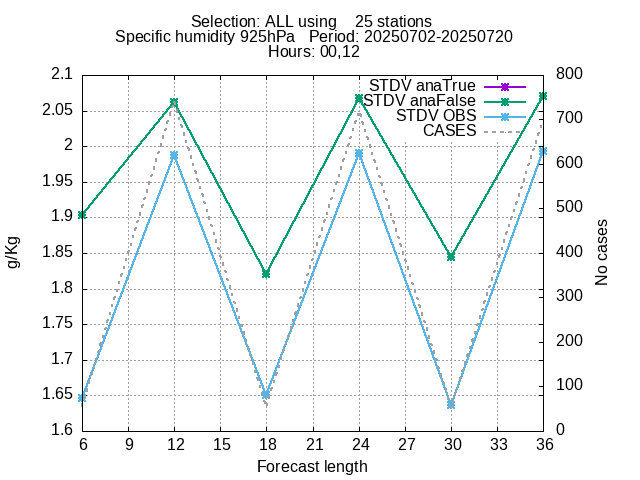 Selection: ALL using    25 stations
Specific humidity 925hPa   Period: 20250702-20250720
Hours: 00,12
STDV anaTrue
STDV anaFalse
STDV OBS
CASES
2.1
2.05
2
1.95
1.9
1.85
1.8
1.75
1.7
1.65
1.6
g/Kg
800
700
600
500
400
300
200
100
0
No cases
6 9 12 15 18 21 24 27 30 33 36
Forecast length